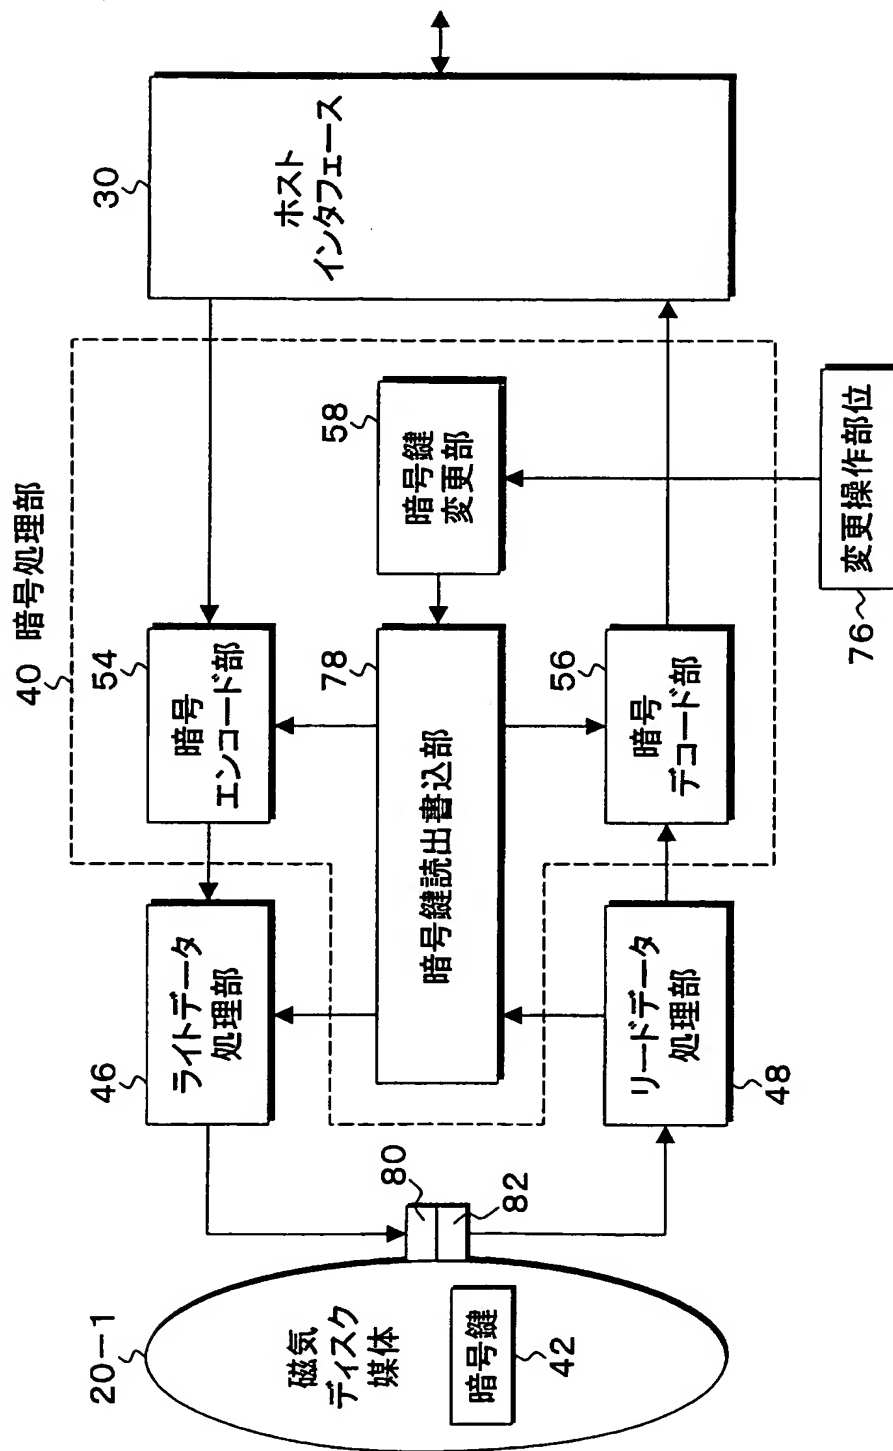 20-1
磁気
ディスク
媒体
暗号鍵
42
80
82
46
ライトデータ
処理部
リードデータ
処理部
48
40 暗号処理部
54
暗号
エンコード部
78
暗号鍵読出書込部
56
暗号
デコード部
58
暗号鍵
変更部
76
変更操作部位
30
ホスト
インタフェース